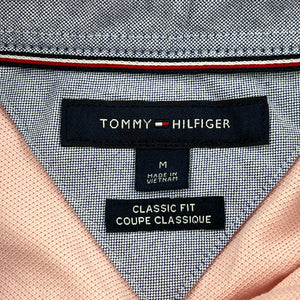 TOMMY HILFIGER
M
MADE IN
VIETNAM
CLASSIC FIT
COUPE CLASSIQUE